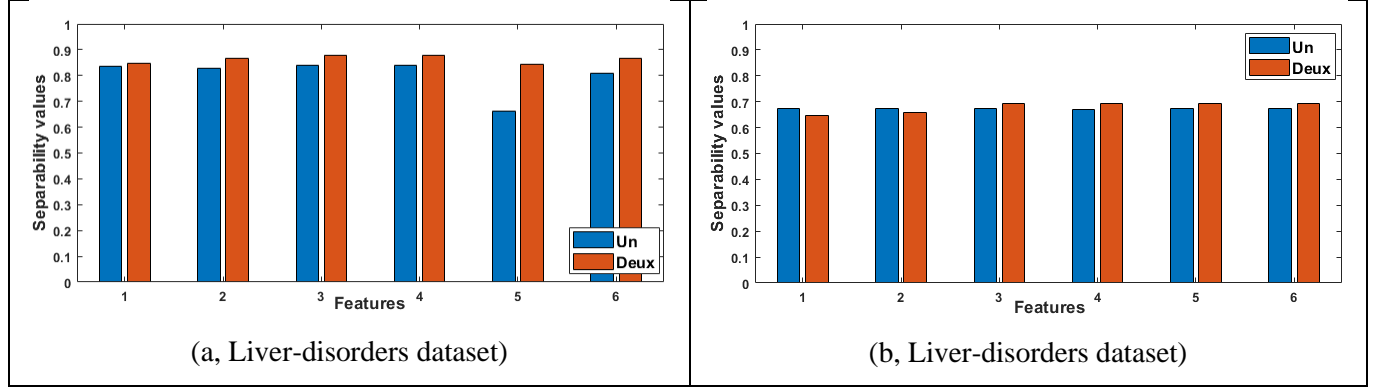 1
0.9
0.8
0.7
0.6
0.5
0.4
0.3
0.2
0.1
0
Separability values
Un
Deux
1 2 3 4 5 6
Features
(a, Liver-disorders dataset)
1
0.9
0.8
0.7
0.6
0.5
0.4
0.3
0.2
0.1
0
Separability values
Un
Deux
1 2 3 4 5 6
Features
(b, Liver-disorders dataset)